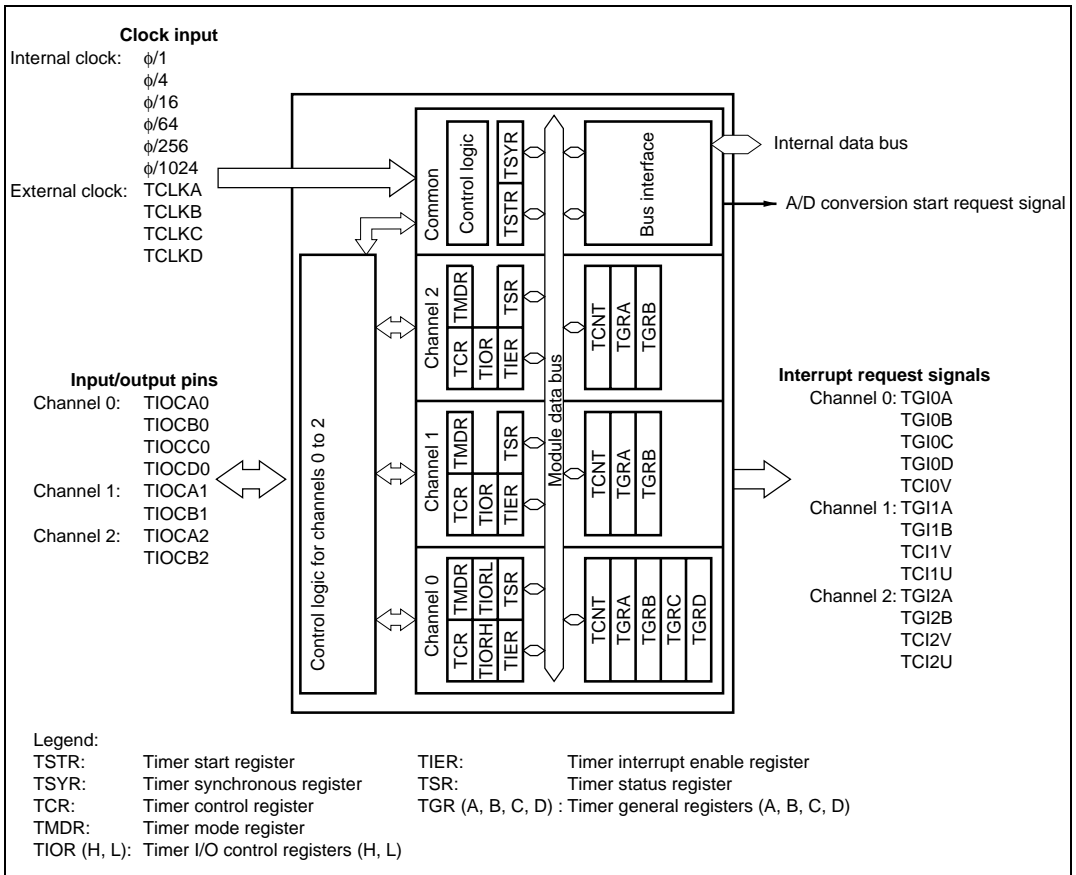 Clock input
Internal clock: ϕ/1
ϕ/4
ϕ/16
ϕ/64
ϕ/256
ϕ/1024
External clock: TCLKA
TCLKB
TCLKC
TCLKD
Input/output pins
Channel 0: TIOCA0
TIOCB0
TIOCC0
TIOCD0
Channel 1: TIOCA1
TIOCB1
Channel 2: TIOCA2
TIOCB2
Control logic for channels 0 to 2
Common
Control logic
TSTR TSYR
Bus interface
Channel 2
TCR TMDR
TIOR
TIER TSR
TCNT
TGRA
TGRB
Module data bus
Channel 1
TCR TMDR
TIOR
TIER TSR
TCNT
TGRA
TGRB
Channel 0
TCR TMDR
TIORH TIORL
TIER TSR
TCNT
TGRA
TGRB
TGRC
TGRD
Internal data bus
A/D conversion start request signal
Interrupt request signals
Channel 0: TGI0A
TGI0B
TGI0C
TGI0D
TCI0V
Channel 1: TGI1A
TGI1B
TCI1V
TCI1U
Channel 2: TGI2A
TGI2B
TCI2V
TCI2U
Legend:
TSTR: Timer start register
TSYR: Timer synchronous register
TCR: Timer control register
TMDR: Timer mode register
TIOR (H, L): Timer I/O control registers (H, L)
TIER: Timer interrupt enable register
TSR: Timer status register
TGR (A, B, C, D) : Timer general registers (A, B, C, D)